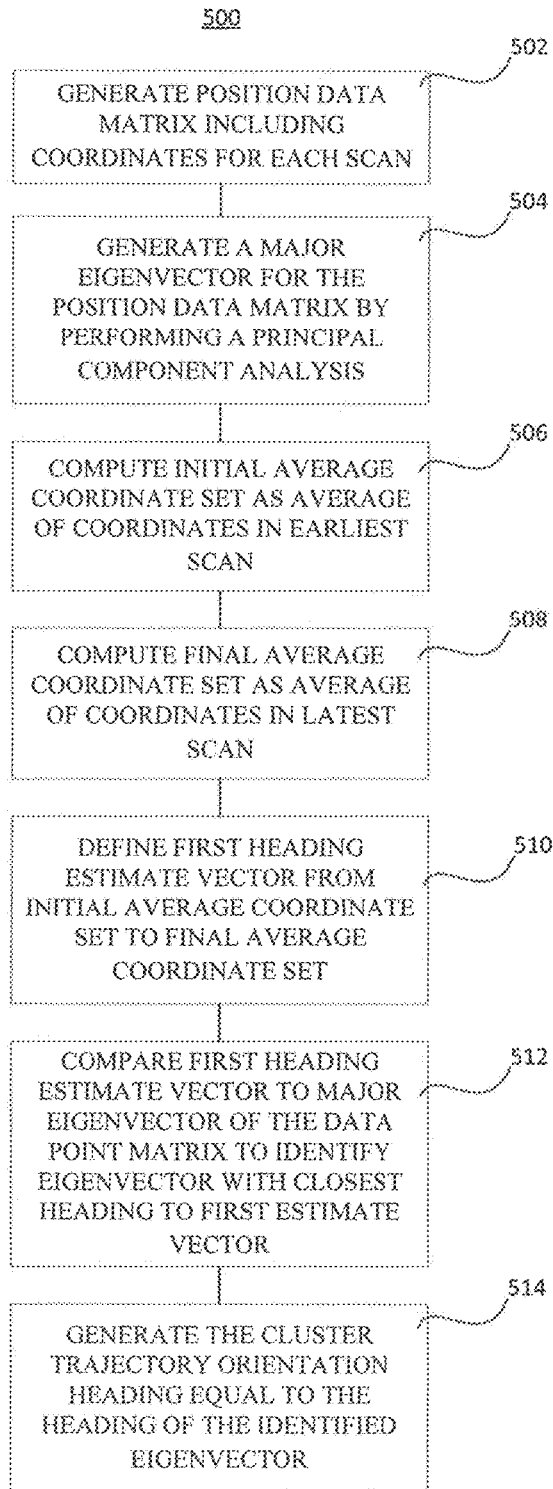 500
502
GENERATE POSITION DATA
MATRIX INCLUDING
COORDINATES FOR EACH SCAN
504
GENERATE A MAJOR
EIGENVECTOR FOR THE
POSITION DATA MATRIX BY
PERFORMING A PRINCIPAL
COMPONENT ANALYSIS
506
COMPUTE INITIAL AVERAGE
COORDINATE SET AS AVERAGE
OF COORDINATES IN EARLIEST
SCAN
508
COMPUTE FINAL AVERAGE
COORDINATE SET AS AVERAGE
OF COORDINATES IN LATEST
SCAN
510
DEFINE FIRST HEADING
ESTIMATE VECTOR FROM
INITIAL AVERAGE COORDINATE
SET TO FINAL AVERAGE
COORDINATE SET
512
COMPARE FIRST HEADING
ESTIMATE VECTOR TO MAJOR
EIGENVECTOR OF THE DATA
POINT MATRIX TO IDENTIFY
EIGENVECTOR WITH CLOSEST
HEADING TO FIRST ESTIMATE
VECTOR
514
GENERATE THE CLUSTER
TRAJECTORY ORIENTATION
HEADING EQUAL TO THE
HEADING OF THE IDENTIFIED
EIGENVECTOR